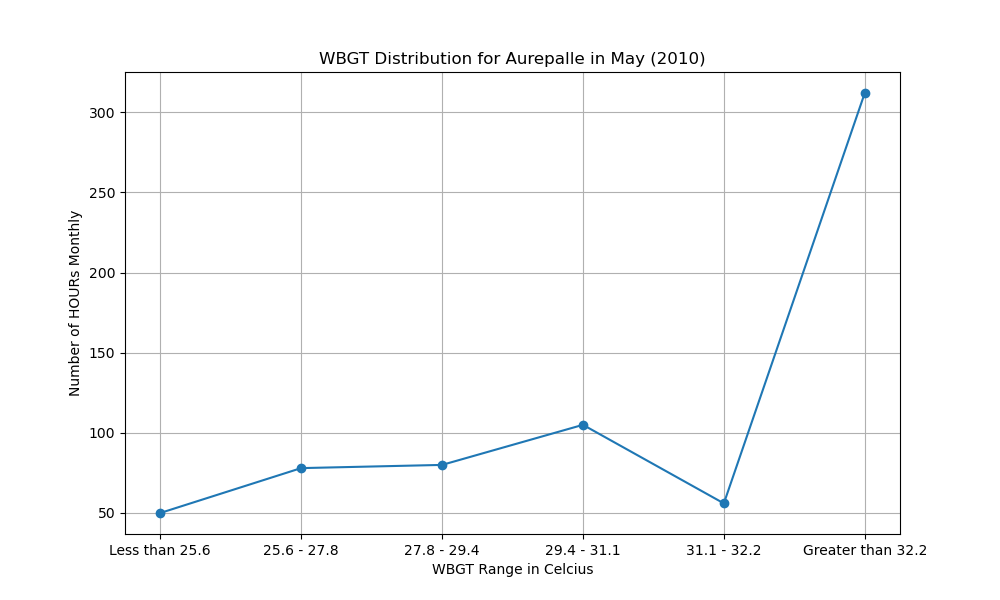 WBGT Distribution for Aurepalle in May (2010)
Number of HOURs Monthly
300
250
200
150
100
50
Less than 25.6
25.6 - 27.8
27.8 - 29.4
29.4 - 31.1
31.1 - 32.2
Greater than 32.2
WBGT Range in Celcius